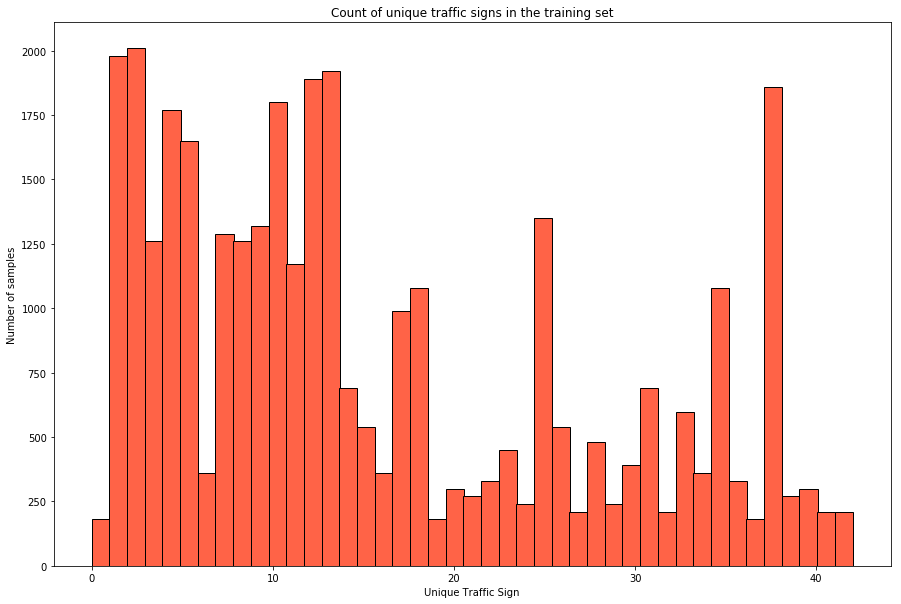 Count of unique traffic signs in the training set
2000
1750
1500
1250
1000
750
500
250
0
Number of samples
0 10 20 30 40
Unique Traffic Sign